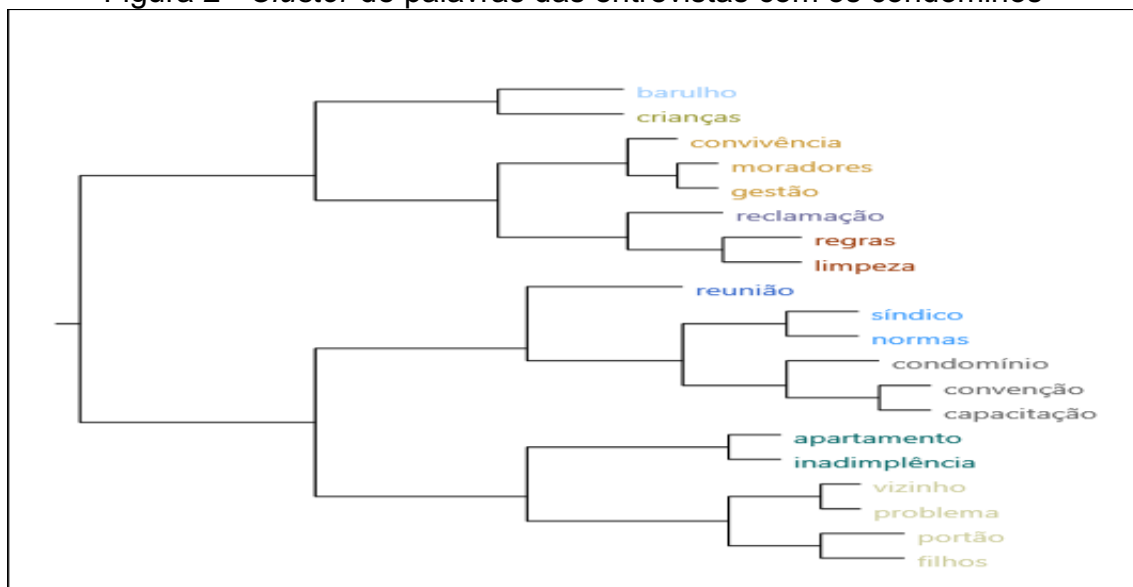 Figura 2 - Cluster de palavras das entrevistas com os condôminos
barulho
crianças
convivência
moradores
gestão
reclamação
regras
limpeza
reunião
síndico
normas
condomínio
convenção
capacitação
apartamento
inadimplência
vizinho
problema
portão
filhos